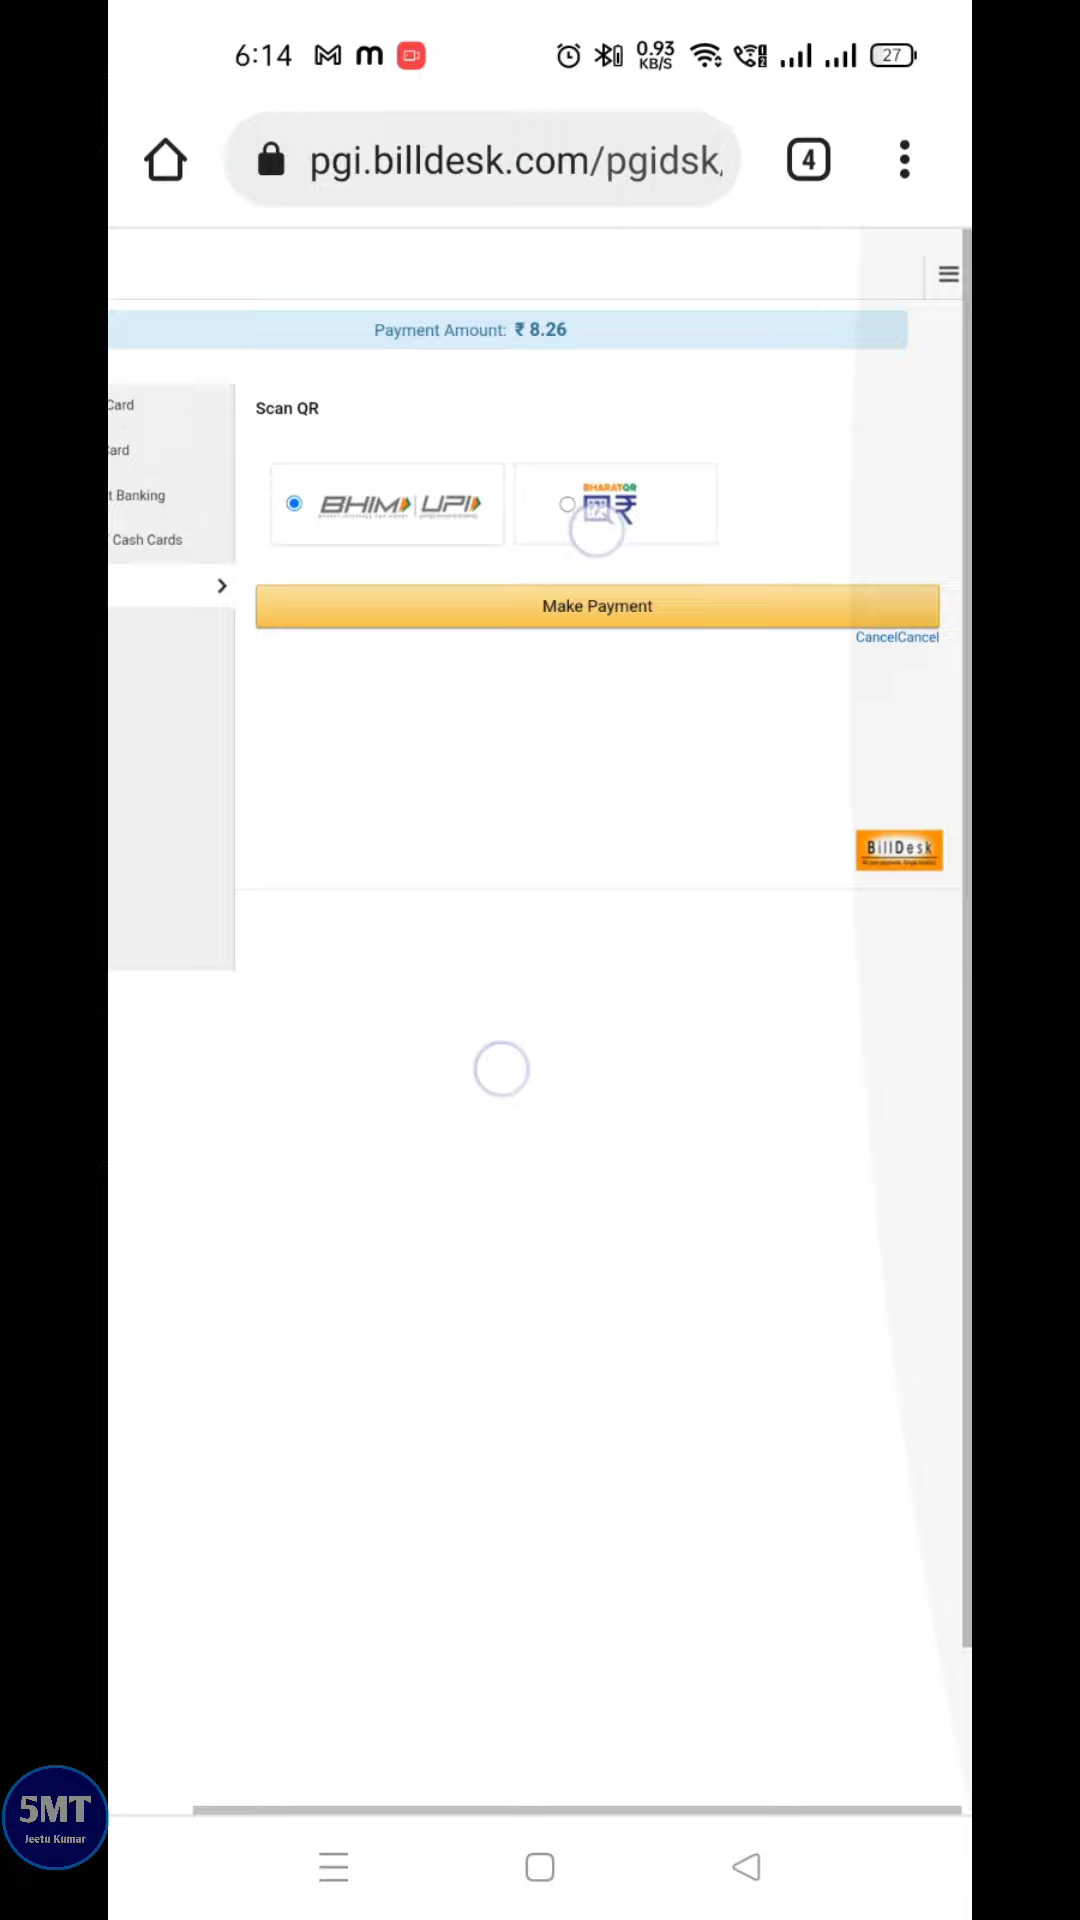 6:14
0.93
KB/S
27
pgi.billdesk.com/pgidsk
4
Payment Amount: ₹ 8.26
Card
ard
t Banking
Cash Cards
Scan QR
BHIM UPI
BHARATQR
Make Payment
CancelCancel
BillDesk
5MT
Jeetu Kumar